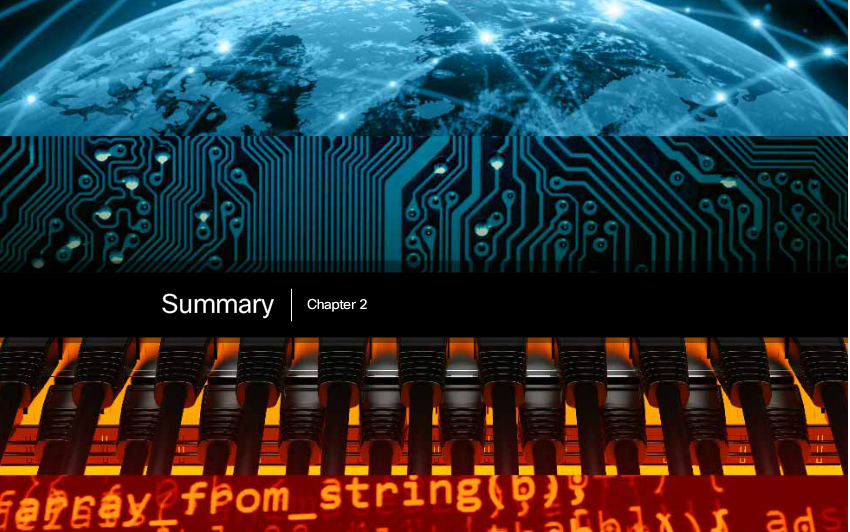 Summary
Chapter 2
array_from_string(b));